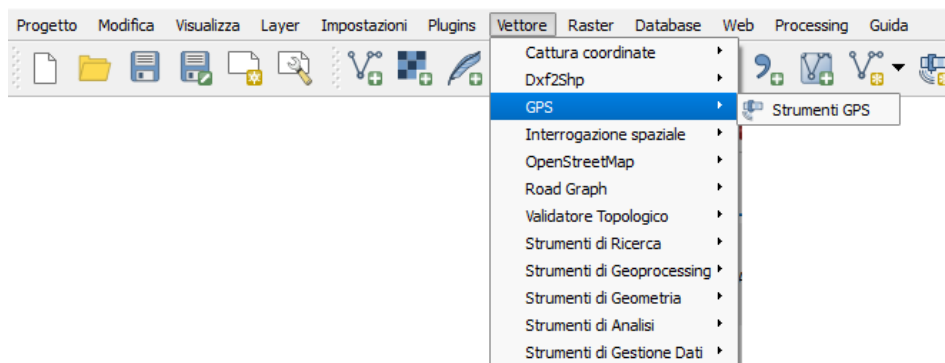 Progetto Modifica Visualizza Layer Impostazioni Plugins Vettore Raster Database Web Processing Guida
Cattura coordinate
Dxf2Shp
GPS
Strumenti GPS
Interrogazione spaziale
OpenStreetMap
Road Graph
Validatore Topologico
Strumenti di Ricerca
Strumenti di Geoprocessing
Strumenti di Geometria
Strumenti di Analisi
Strumenti di Gestione Dati